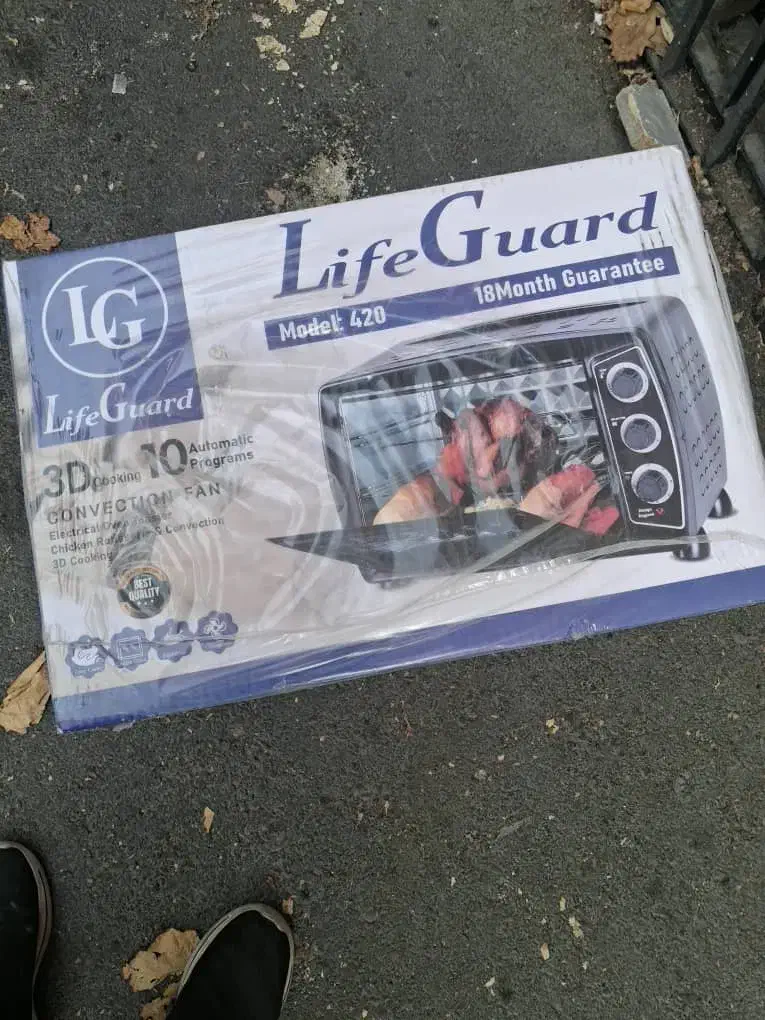 LifeGuard
Model: 420
18Month Guarantee
LG
LifeGuard
3D Cooking
10 Automatic Programs
CONVECTION FAN
Electrical Oven
Chicken & Convection
3D Cooking
BEST QUALITY